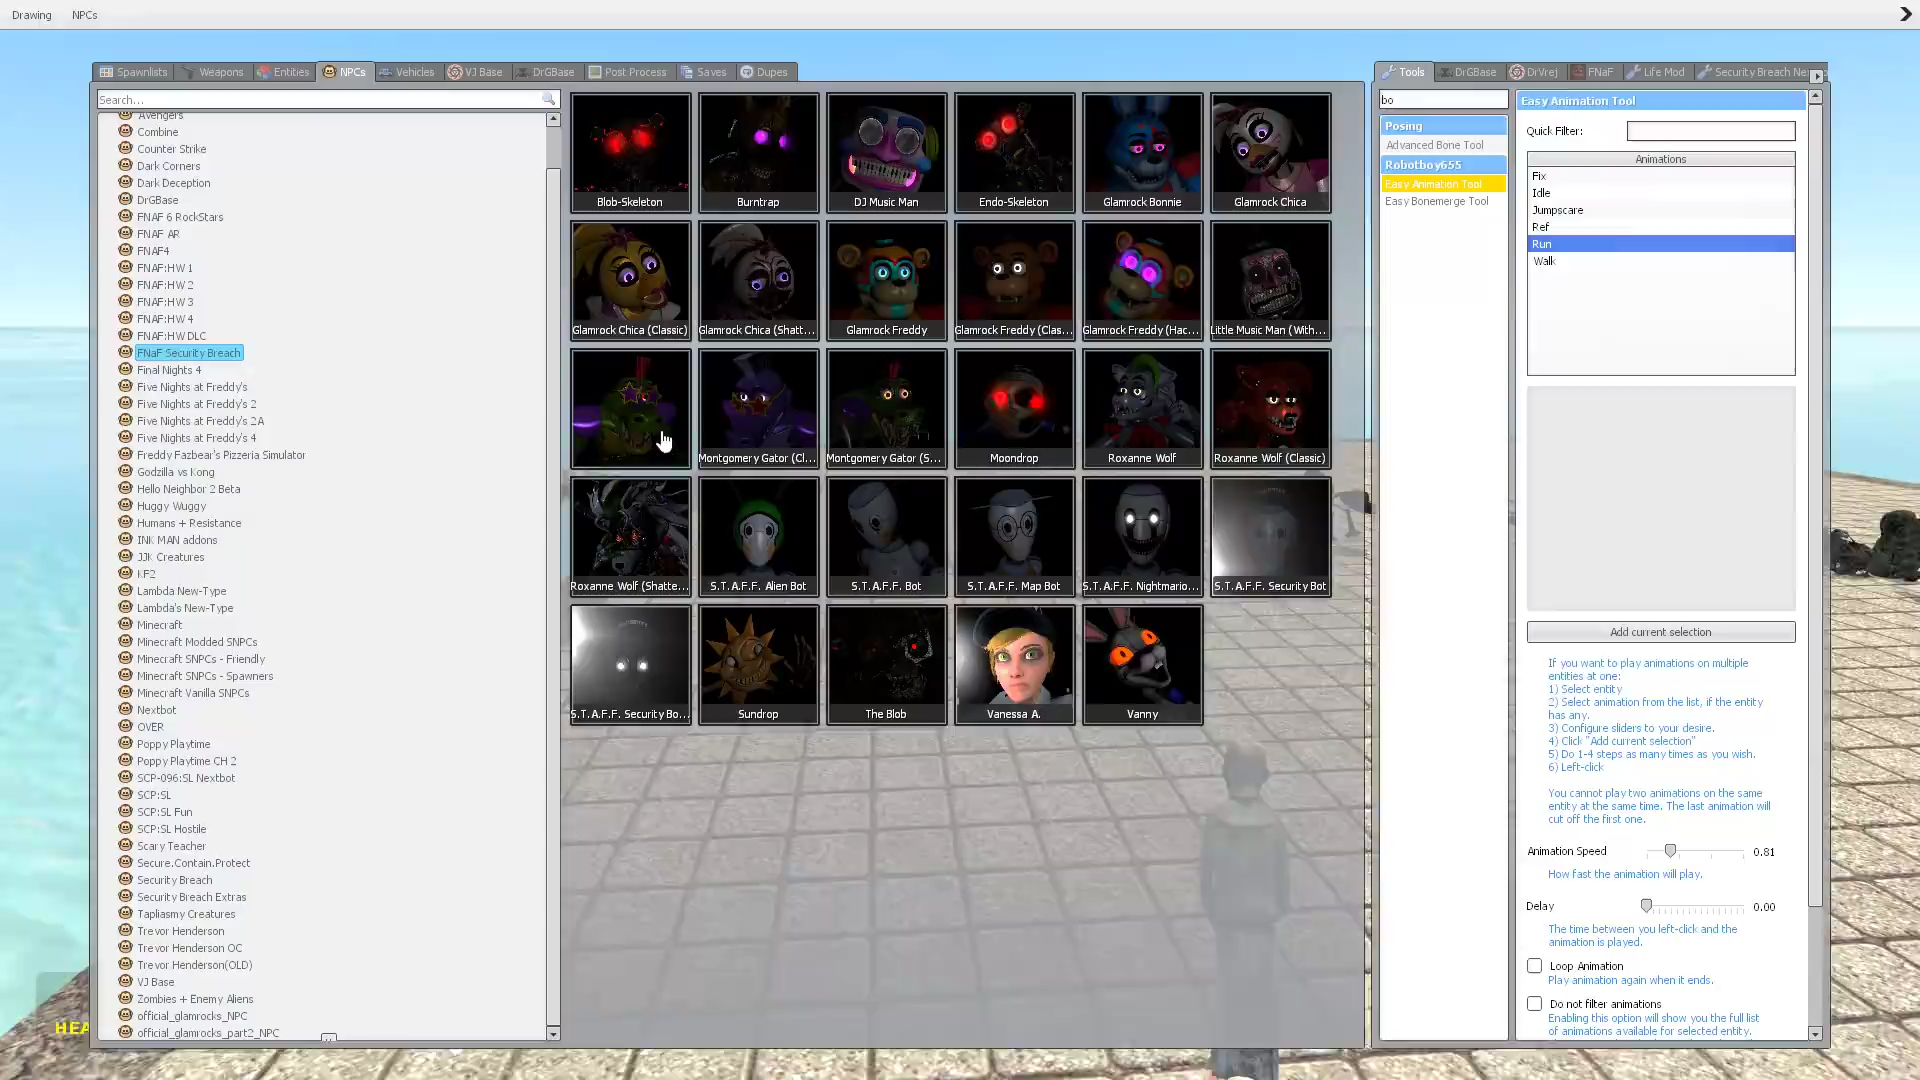 Drawing NPCs
Spawnlists Weapons Entities NPCs Vehicles VJ Base DrGBase Post Process Saves Dupes
Search...
Avengers
Combine
Counter Strike
Dark Corners
Dark Deception
DrGBase
FNAF 6 RockStars
FNAF AR
FNAF4
FNAF:HW 1
FNAF:HW 2
FNAF:HW 3
FNAF:HW 4
FNAF:HW DLC
FNaF Security Breach
Final Nights 4
Five Nights at Freddy's
Five Nights at Freddy's 2
Five Nights at Freddy's 2A
Five Nights at Freddy's 4
Freddy Fazbear's Pizzeria Simulator
Godzilla vs Kong
Hello Neighbor 2 Beta
Huggy Wuggy
Humans + Resistance
INK MAN addons
JJK Creatures
KF2
Lambda New-Type
Lambda's New-Type
Minecraft
Minecraft Modded SNPCs
Minecraft SNPCs - Friendly
Minecraft SNPCs - Spawners
Minecraft Vanilla SNPCs
Nextbot
OVER
Poppy Playtime
Poppy Playtime CH 2
SCP-096:SL Nextbot
SCP:SL
SCP:SL Fun
SCP:SL Hostile
Scary Teacher
Secure.Contain.Protect
Security Breach
Security Breach Extras
Tapliasmy Creatures
Trevor Henderson
Trevor Henderson OC
Trevor Henderson(OLD)
VJ Base
Zombies + Enemy Aliens
official_glamrocks_NPC
official_glamrocks_part2_NPC
HEA
Blob-Skeleton Burntrap DJ Music Man Endo-Skeleton Glamrock Bonnie Glamrock Chica
Glamrock Chica (Classic) Glamrock Chica (Shatt... Glamrock Freddy Glamrock Freddy (Clas... Glamrock Freddy (Hac... Little Music Man (With...
Montgomery Gator (Cl... Montgomery Gator (S... Moondrop Roxanne Wolf Roxanne Wolf (Classic)
Roxanne Wolf (Shatte... S.T.A.F.F. Alien Bot S.T.A.F.F. Bot S.T.A.F.F. Map Bot S.T.A.F.F. Nightmario... S.T.A.F.F. Security Bot
S.T.A.F.F. Security Bo... Sundrop The Blob Vanessa A. Vanny
Tools DrGBase DrVrej FNaF Life Mod Security Breach Ne
bo
Posing
Advanced Bone Tool
Robotboy655
Easy Animation Tool
Easy Bonemerge Tool
Easy Animation Tool
Quick Filter:
Animations
Fix
Idle
Jumpscare
Ref
Run
Walk
Add current selection
If you want to play animations on multiple
entities at one:
1) Select entity
2) Select animation from the list, if the entity
has any.
3) Configure sliders to your desire.
4) Click "Add current selection"
5) Do 1-4 steps as many times as you wish.
6) Left-click
You cannot play two animations on the same
entity at the same time. The last animation will
cut off the first one.
Animation Speed 0.81
How fast the animation will play.
Delay 0.00
The time between you left-click and the
animation is played.
Loop Animation
Play animation again when it ends.
Do not filter animations
Enabling this option will show you the full list
of animations available for selected entity.